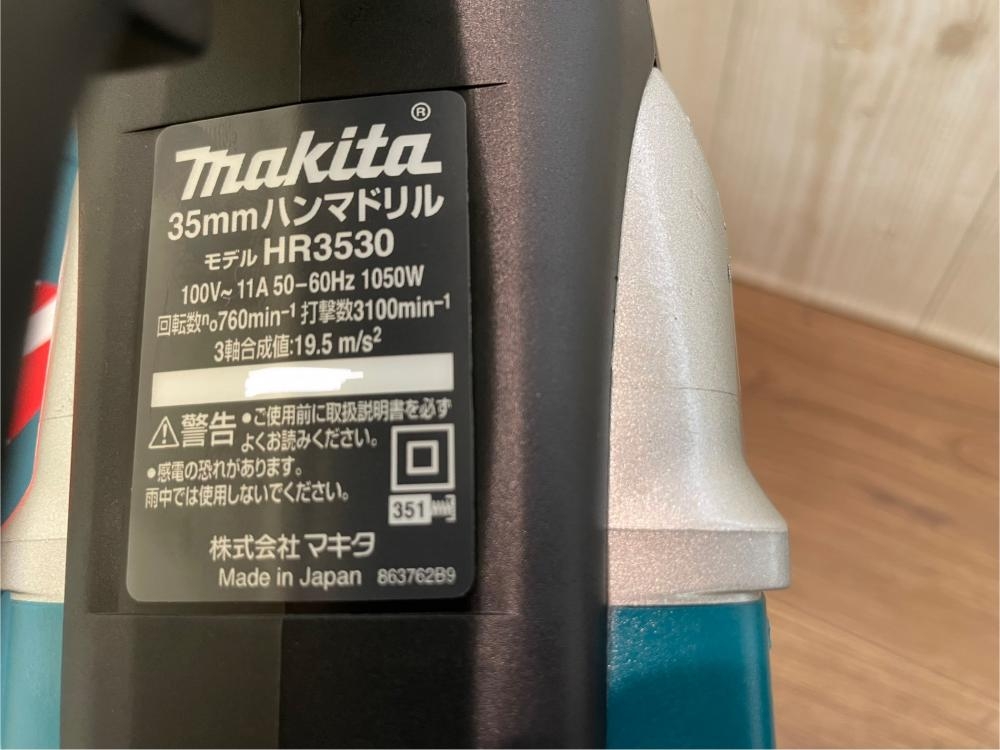 makita®
35mmハンマドリル
モデル HR3530
100V~ 11A 50-60Hz 1050W
回転数n₀760min⁻¹ 打撃数3100min⁻¹
3軸合成値:19.5 m/s²
⚠警告 ●ご使用前に取扱説明書を必ず
よくお読みください。
●感電の恐れがあります。
雨中では使用しないでください。
351
株式会社 マキタ
Made in Japan 863762B9